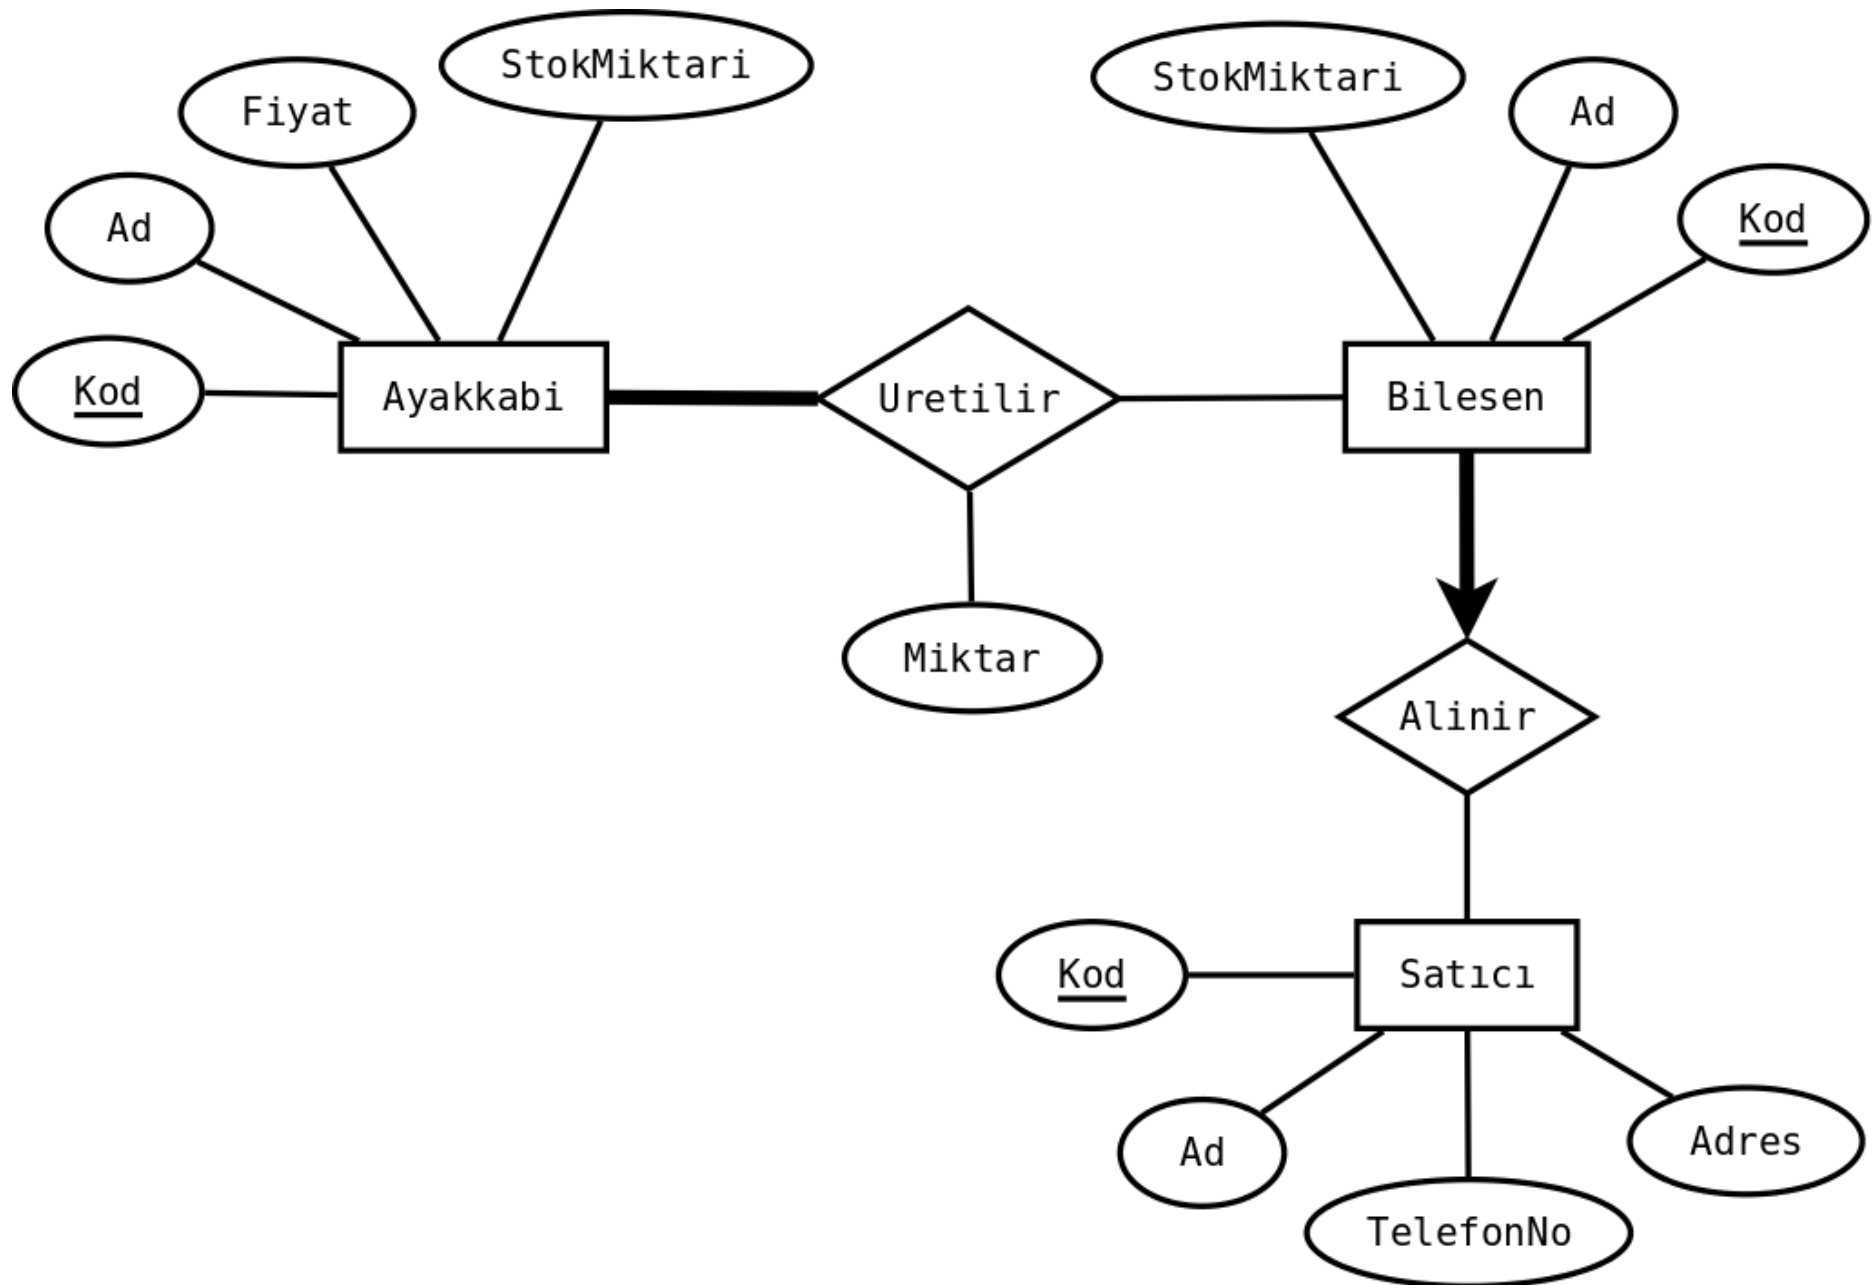 StokMiktari
StokMiktari
Fiyat
Ad
Ad
Kod
Kod
Ayakkabi
Uretilir
Bilesen
Miktar
Alinir
Kod
Satıcı
Ad
Adres
TelefonNo